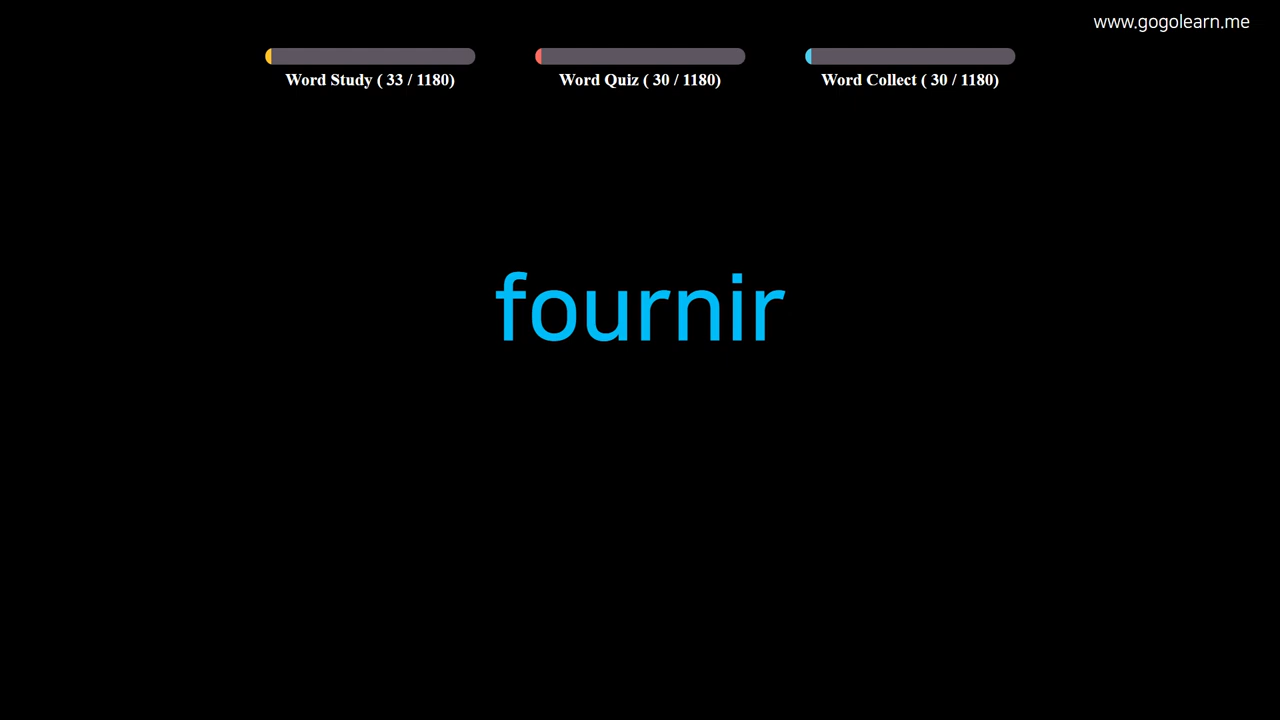 www.gogolearn.me
Word Study ( 33 / 1180)
Word Quiz ( 30 / 1180)
Word Collect ( 30 / 1180)
fournir